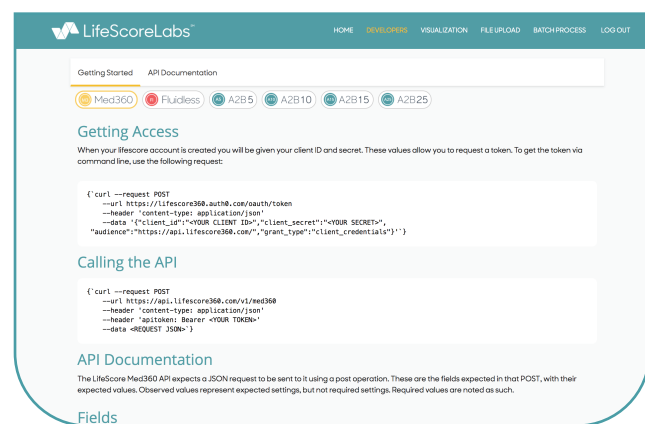 LifeScoreLabs™
HOME DEVELOPERS VISUALIZATION FILE UPLOAD BATCH PROCESS LOG OUT
Getting Started API Documentation
Med360 Fluidless A2B5 A2B10 A2B15 A2B25
Getting Access
When your lifescore account is created you will be given your client ID and secret. These values allow you to request a token. To get the token via
command line, use the following request:
{`curl --request POST
--url https://lifescore360.auth0.com/oauth/token
--header 'content-type: application/json'
--data '{"client_id":"<YOUR CLIENT ID>","client_secret":"<YOUR SECRET>",
"audience":"https://api.lifescore360.com/","grant_type":"client_credentials"}'`}
Calling the API
{`curl --request POST
--url https://api.lifescore360.com/v1/med360
--header 'content-type: application/json'
--header 'apitoken: Bearer <YOUR TOKEN>'
--data <REQUEST JSON>`}
API Documentation
The LifeScore Med360 API expects a JSON request to be sent to it using a post operation. These are the fields expected in that POST, with their
expected values. Observed values represent expected settings, but not required settings. Required values are noted as such.
Fields